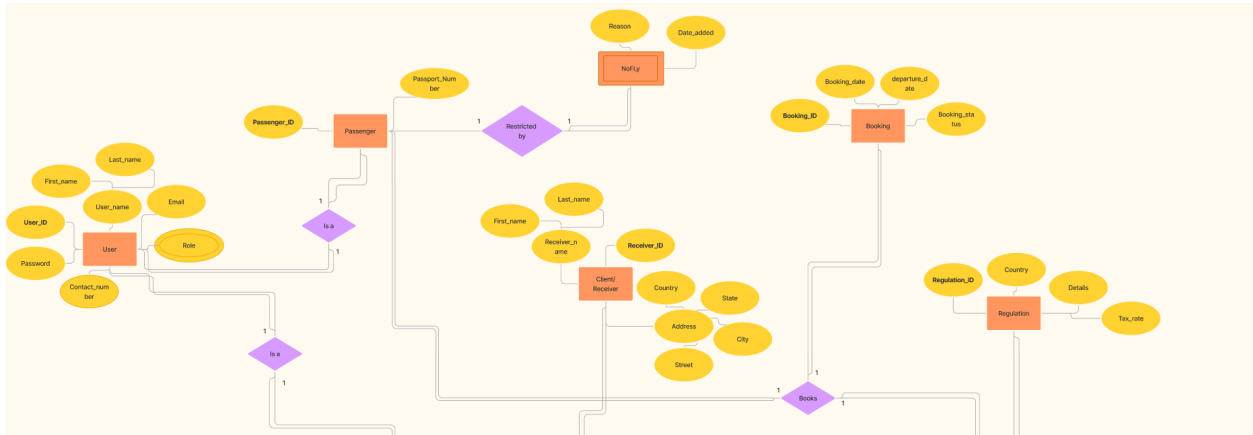 Reason
Date_added
NoFLy
Passport_Num
ber
Passenger_ID
Passenger
1
Restricted
by
1
Booking_date
departure_d
ate
Booking_ID
Booking
Booking_sta
tus
Last_name
First_name
User_name
Email
User_ID
Role
User
Password
Contact_num
ber
1
Is a
1
Last_name
First_name
Receiver_n
ame
Receiver_ID
Client/
Receiver
Country
State
Address
City
Street
Country
Regulation_ID
Details
Regulation
Tax_rate
1
Is a
1
1
1
Books
1